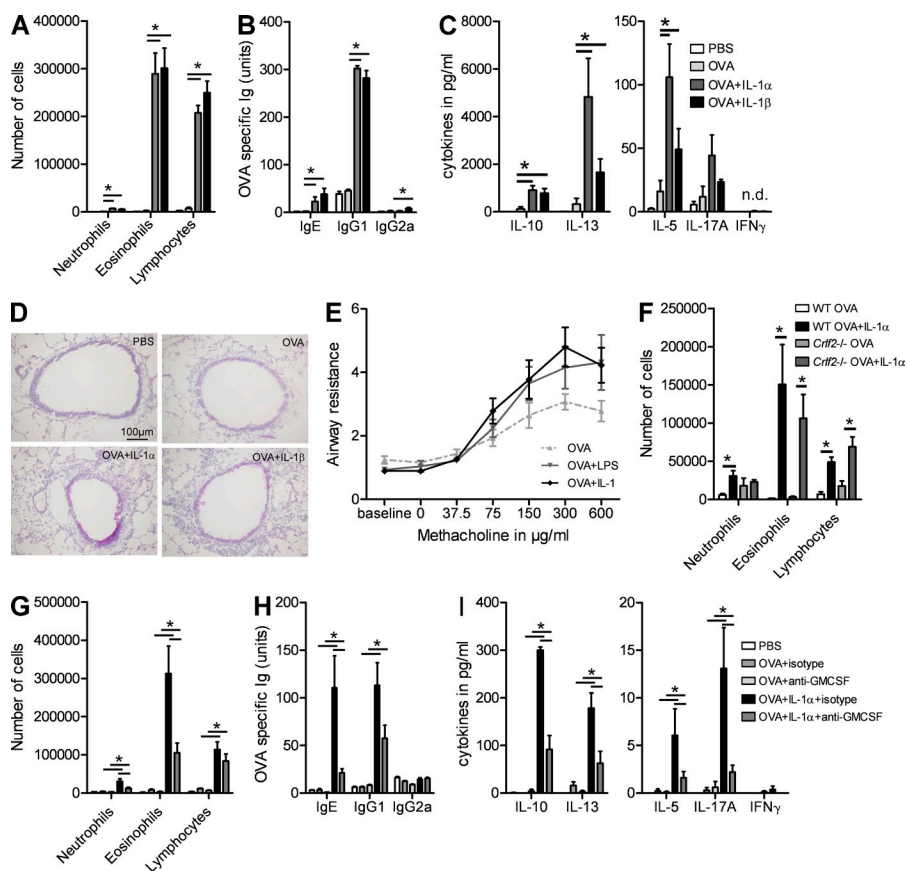 A
Number of cells
400000
300000
200000
100000
0
Neutrophils
Eosinophils
Lymphocytes
*
*
*
B
OVA specific Ig (units)
400
300
200
100
50
0
IgE
IgG1
IgG2a
*
*
*
C
cytokines in pg/ml
8000
6000
4000
2000
0
IL-10
IL-13
*
*
150
100
50
0
IL-5
IL-17A
IFNγ
*
n.d.
PBS
OVA
OVA+IL-1α
OVA+IL-1β
D
PBS
100µm
OVA
OVA+IL-1α
OVA+IL-1β
E
Airway resistance
6
4
2
0
baseline
0
37.5
75
150
300
600
Methacholine in µg/ml
OVA
OVA+LPS
OVA+IL-1
F
Number of cells
250000
200000
150000
100000
50000
0
Neutrophils
Eosinophils
Lymphocytes
*
*
*
*
*
WT OVA
WT OVA+IL-1α
Crlf2-/- OVA
Crlf2-/- OVA+IL-1α
G
Number of cells
500000
400000
300000
200000
100000
0
Neutrophils
Eosinophils
Lymphocytes
*
*
*
H
OVA specific Ig (units)
150
100
50
0
IgE
IgG1
IgG2a
*
*
I
cytokines in pg/ml
300
200
100
0
IL-10
IL-13
*
*
20
15
10
5
0
IL-5
IL-17A
IFNγ
*
*
PBS
OVA+isotype
OVA+anti-GMCSF
OVA+IL-1α+isotype
OVA+IL-1α+anti-GMCSF